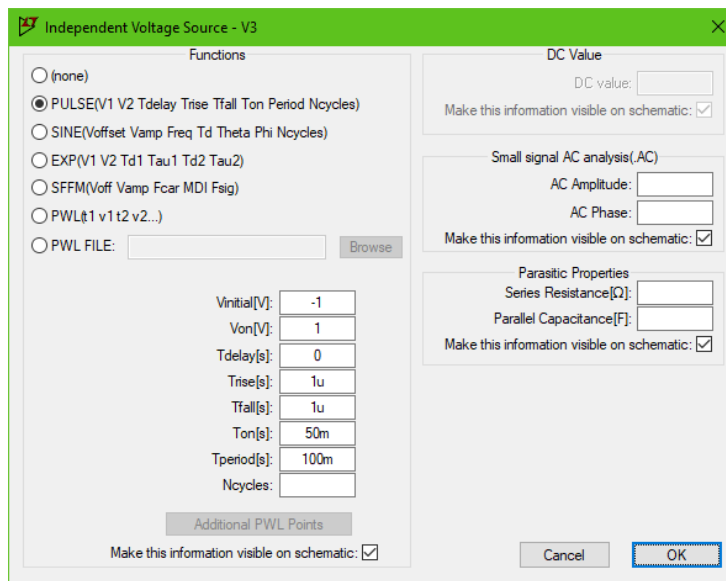 Independent Voltage Source - V3
Functions
(none)
PULSE(V1 V2 Tdelay Trise Tfall Ton Period Ncycles)
SINE(Voffset Vamp Freq Td Theta Phi Ncycles)
EXP(V1 V2 Td1 Tau1 Td2 Tau2)
SFFM(Voff Vamp Fcar MDI Fsig)
PWL(t1 v1 t2 v2...)
PWL FILE:
Browse
Vinitial[V]: -1
Von[V]: 1
Tdelay[s]: 0
Trise[s]: 1u
Tfall[s]: 1u
Ton[s]: 50m
Tperiod[s]: 100m
Ncycles:
Additional PWL Points
Make this information visible on schematic:
DC Value
DC value:
Make this information visible on schematic:
Small signal AC analysis(.AC)
AC Amplitude:
AC Phase:
Make this information visible on schematic:
Parasitic Properties
Series Resistance[Ω]:
Parallel Capacitance[F]:
Make this information visible on schematic:
Cancel
OK